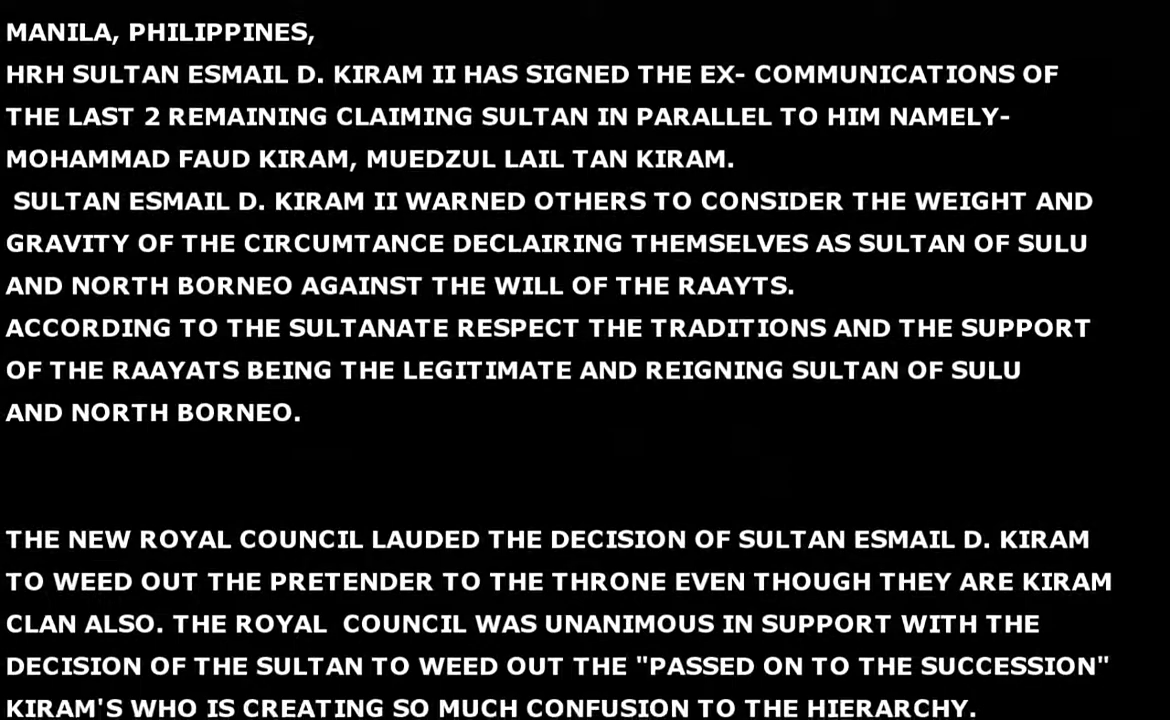 MANILA, PHILIPPINES,
HRH SULTAN ESMAIL D. KIRAM II HAS SIGNED THE EX- COMMUNICATIONS OF
THE LAST 2 REMAINING CLAIMING SULTAN IN PARALLEL TO HIM NAMELY-
MOHAMMAD FAUD KIRAM, MUEDZUL LAIL TAN KIRAM.
SULTAN ESMAIL D. KIRAM II WARNED OTHERS TO CONSIDER THE WEIGHT AND
GRAVITY OF THE CIRCUMTANCE DECLAIRING THEMSELVES AS SULTAN OF SULU
AND NORTH BORNEO AGAINST THE WILL OF THE RAAYTS.
ACCORDING TO THE SULTANATE RESPECT THE TRADITIONS AND THE SUPPORT
OF THE RAAYATS BEING THE LEGITIMATE AND REIGNING SULTAN OF SULU
AND NORTH BORNEO.
THE NEW ROYAL COUNCIL LAUDED THE DECISION OF SULTAN ESMAIL D. KIRAM
TO WEED OUT THE PRETENDER TO THE THRONE EVEN THOUGH THEY ARE KIRAM
CLAN ALSO. THE ROYAL  COUNCIL WAS UNANIMOUS IN SUPPORT WITH THE
DECISION OF THE SULTAN TO WEED OUT THE "PASSED ON TO THE SUCCESSION"
KIRAM'S WHO IS CREATING SO MUCH CONFUSION TO THE HIERARCHY.